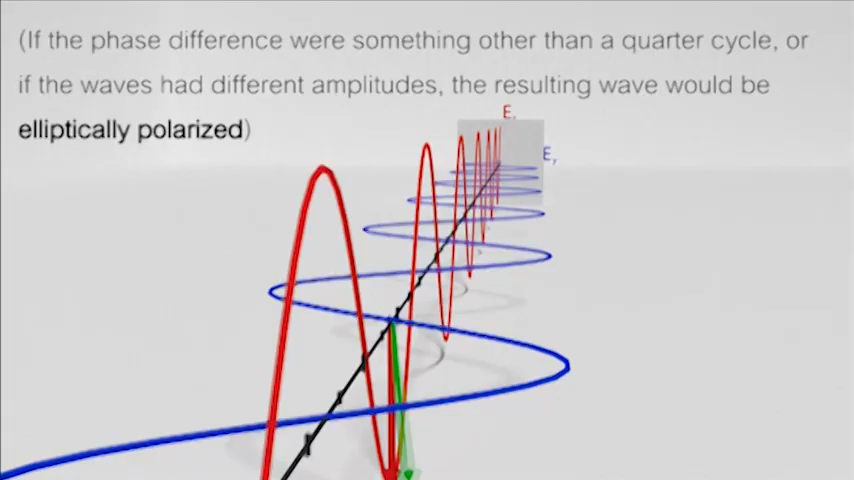 (If the phase difference were something other than a quarter cycle, or
if the waves had different amplitudes, the resulting wave would be
elliptically polarized)
E
Eᵧ